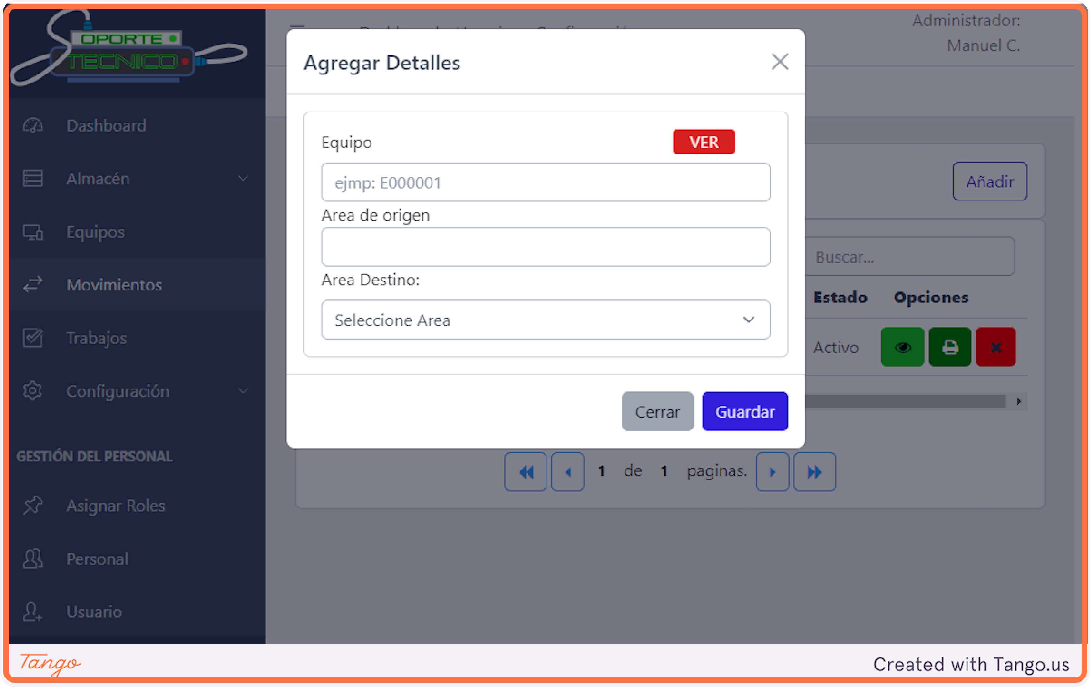 OPORTE
TECNICO
Administrador:
Manuel C.
Dashboard
Almacén
Equipos
Movimientos
Trabajos
Configuración
GESTIÓN DEL PERSONAL
Asignar Roles
Personal
Usuario
Agregar Detalles
Equipo
VER
ejmp: E000001
Area de origen
Area Destino:
Seleccione Area
Cerrar
Guardar
Añadir
Buscar...
Estado Opciones
Activo
1 de 1 paginas.
Tango
Created with Tango.us